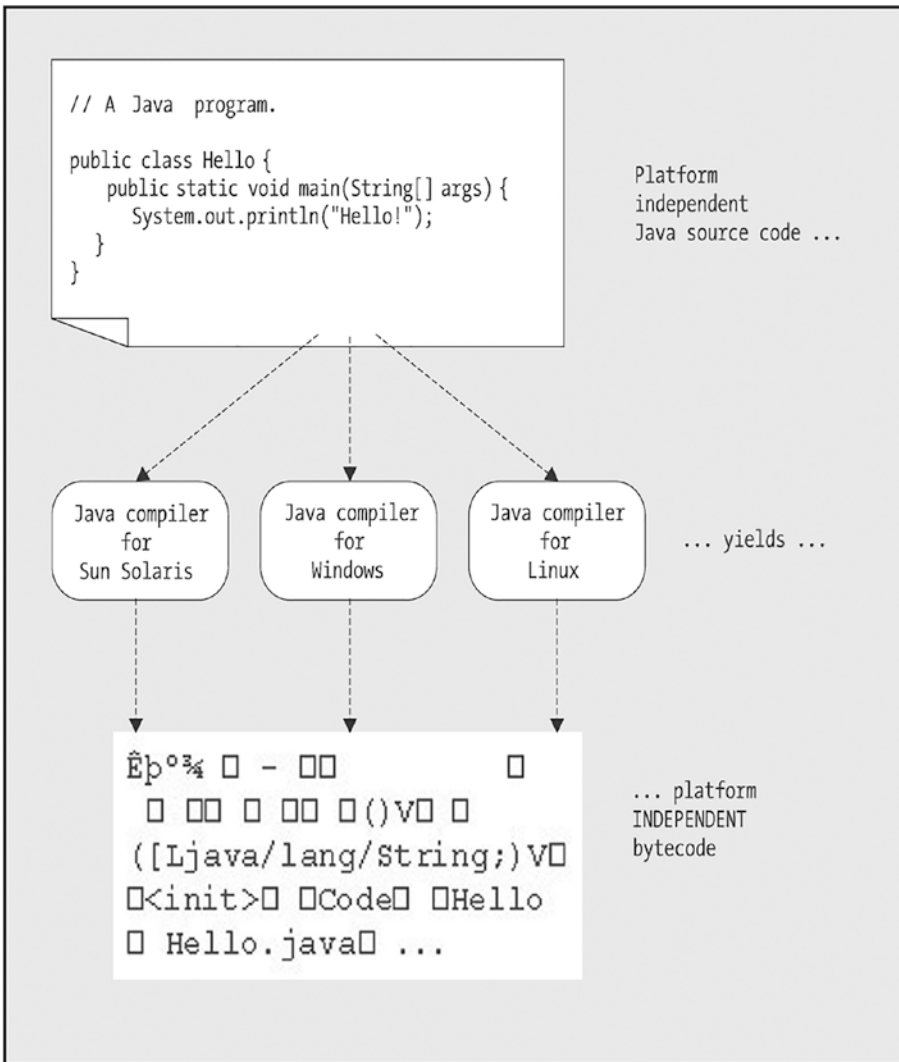 // A Java program.
public class Hello {
public static void main(String[] args) {
System.out.println("Hello!");
}
}
Platform
independent
Java source code ...
Java compiler
for
Sun Solaris
Java compiler
for
Windows
Java compiler
for
Linux
... yields ...
Êþº¾ □ - □□ □
□ □□ □ □□ □()V□ □
([Ljava/lang/String;)V□
□<init>□ □Code□ □Hello
□ Hello.java□ ...
... platform
INDEPENDENT
bytecode